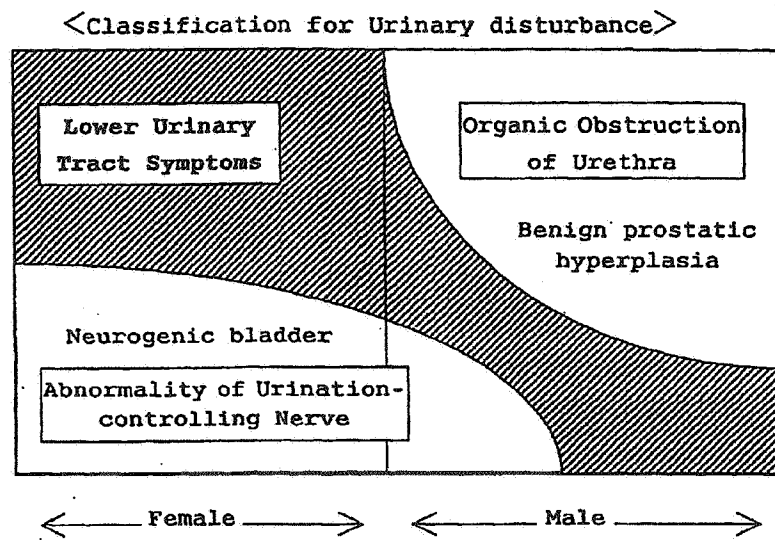 <Classification for Urinary disturbance>
Lower Urinary
Tract Symptoms
Organic Obstruction
of Urethra
Benign prostatic
hyperplasia
Neurogenic bladder
Abnormality of Urination-
controlling Nerve
Female
Male